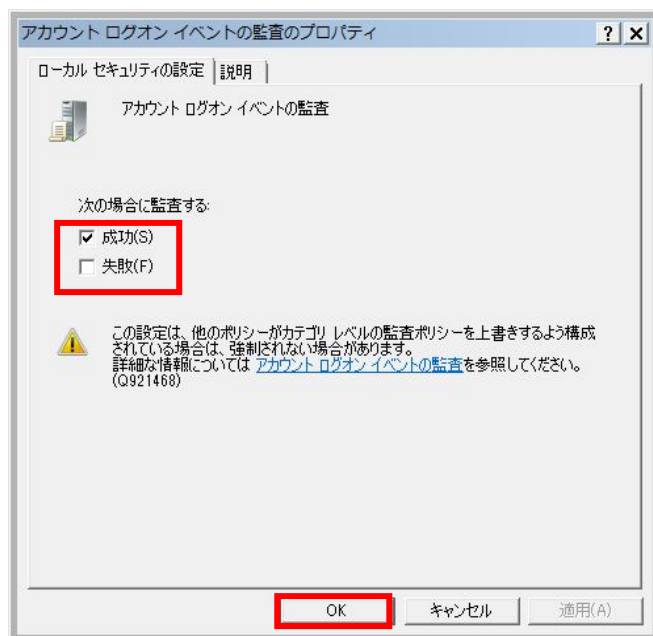 アカウント ログオン イベントの監査のプロパティ
ローカル セキュリティの設定 説明
アカウント ログオン イベントの監査
次の場合に監査する:
成功(S)
失敗(F)
この設定は、他のポリシーがカテゴリ レベルの監査ポリシーを上書きするよう構成
されている場合は、強制されない場合があります。
詳細な情報については アカウント ログオン イベントの監査を参照してください。
(Q921468)
OK キャンセル 適用(A)